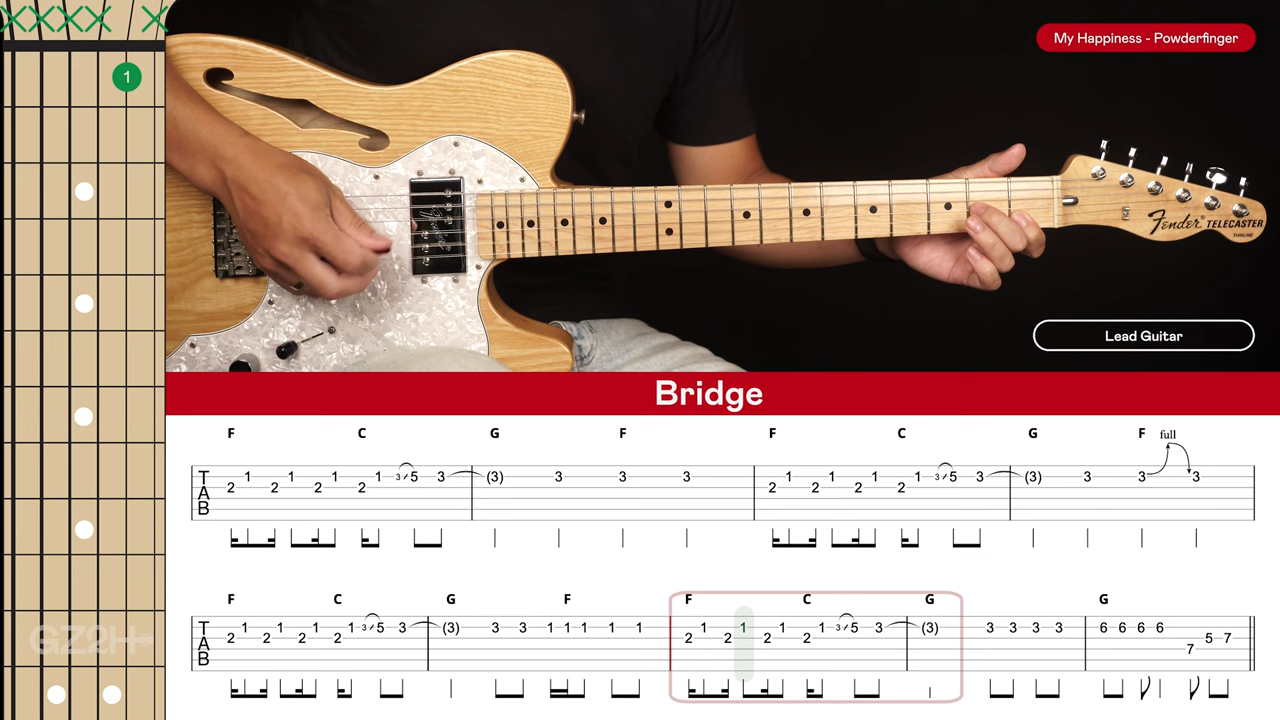 XXXX X
1
My Happiness - Powderfinger
Fender TELECASTER
THINLINE
Lead Guitar
Bridge
F C G F F C G F full
T A B 2 1 2 1 2 1 2 1 3 5 3 (3) 3 3 3 2 1 2 1 2 1 2 1 3 5 3 (3) 3 3 3
F C G F F C G G
T A B 2 1 2 1 2 1 2 1 3 5 3 (3) 3 3 1 1 1 1 1 2 1 2 1 2 1 2 1 3 5 3 (3) 3 3 3 3 6 6 6 6 7 5 7
GZ2H